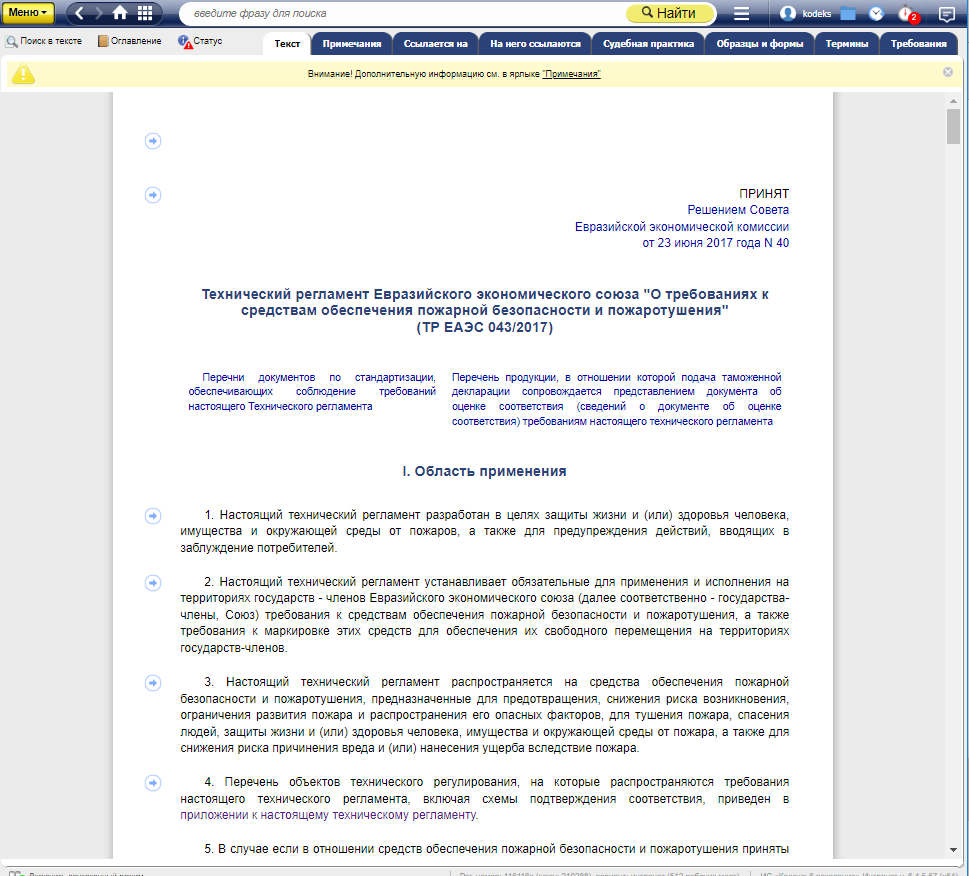 Меню
введите фразу для поиска
Найти
kodeks
2
Поиск в тексте
Оглавление
Статус
Текст
Примечания
Ссылается на
На него ссылаются
Судебная практика
Образцы и формы
Термины
Требования
Внимание! Дополнительную информацию см. в ярлыке "Примечания"
ПРИНЯТ
Решением Совета
Евразийской экономической комиссии
от 23 июня 2017 года N 40
Технический регламент Евразийского экономического союза "О требованиях к
средствам обеспечения пожарной безопасности и пожаротушения"
(ТР ЕАЭС 043/2017)
Перечни документов по стандартизации,
обеспечивающих соблюдение требований
настоящего Технического регламента
Перечень продукции, в отношении которой подача таможенной
декларации сопровождается представлением документа об
оценке соответствия (сведений о документе об оценке
соответствия) требованиям настоящего технического регламента
I. Область применения
1. Настоящий технический регламент разработан в целях защиты жизни и (или) здоровья человека,
имущества и окружающей среды от пожаров, а также для предупреждения действий, вводящих в
заблуждение потребителей.
2. Настоящий технический регламент устанавливает обязательные для применения и исполнения на
территориях государств - членов Евразийского экономического союза (далее соответственно - государства-
члены, Союз) требования к средствам обеспечения пожарной безопасности и пожаротушения, а также
требования к маркировке этих средств для обеспечения их свободного перемещения на территориях
государств-членов.
3. Настоящий технический регламент распространяется на средства обеспечения пожарной
безопасности и пожаротушения, предназначенные для предотвращения, снижения риска возникновения,
ограничения развития пожара и распространения его опасных факторов, для тушения пожара, спасения
людей, защиты жизни и (или) здоровья человека, имущества и окружающей среды от пожара, а также для
снижения риска причинения вреда и (или) нанесения ущерба вследствие пожара.
4. Перечень объектов технического регулирования, на которые распространяются требования
настоящего технического регламента, включая схемы подтверждения соответствия, приведен в
приложении к настоящему техническому регламенту.
5. В случае если в отношении средств обеспечения пожарной безопасности и пожаротушения приняты